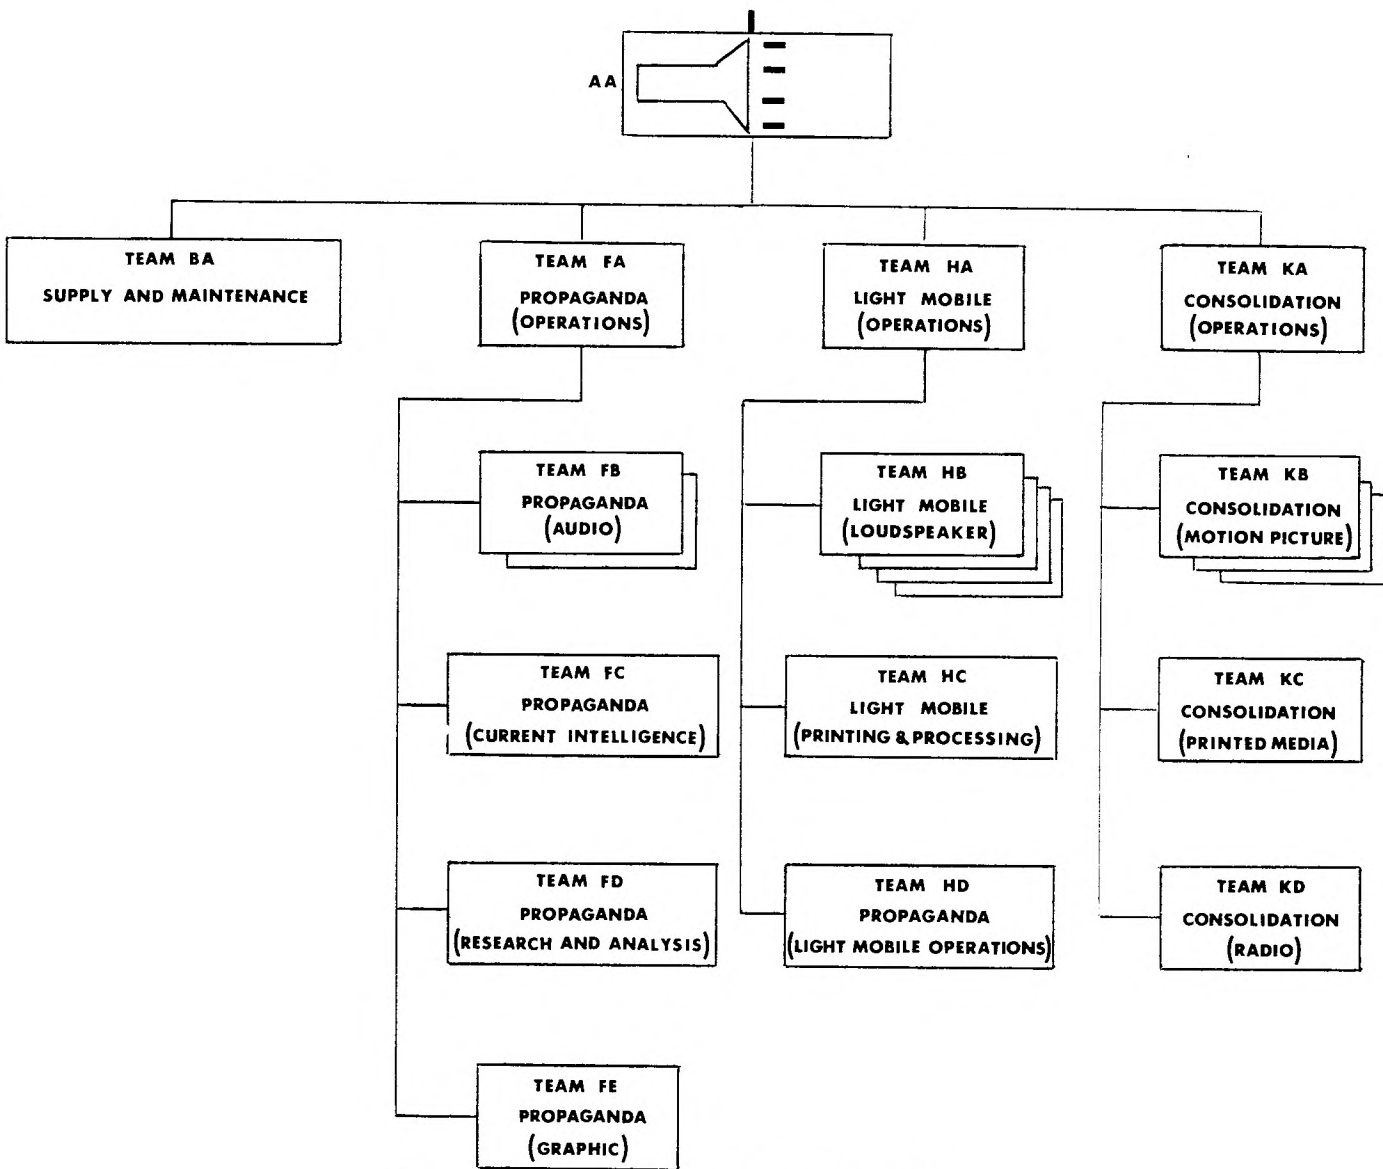 AA
TEAM BA
SUPPLY AND MAINTENANCE
TEAM FA
PROPAGANDA
(OPERATIONS)
TEAM HA
LIGHT MOBILE
(OPERATIONS)
TEAM KA
CONSOLIDATION
(OPERATIONS)
TEAM FB
PROPAGANDA
(AUDIO)
TEAM HB
LIGHT MOBILE
(LOUDSPEAKER)
TEAM KB
CONSOLIDATION
(MOTION PICTURE)
TEAM FC
PROPAGANDA
(CURRENT INTELLIGENCE)
TEAM HC
LIGHT MOBILE
(PRINTING & PROCESSING)
TEAM KC
CONSOLIDATION
(PRINTED MEDIA)
TEAM FD
PROPAGANDA
(RESEARCH AND ANALYSIS)
TEAM HD
PROPAGANDA
(LIGHT MOBILE OPERATIONS)
TEAM KD
CONSOLIDATION
(RADIO)
TEAM FE
PROPAGANDA
(GRAPHIC)